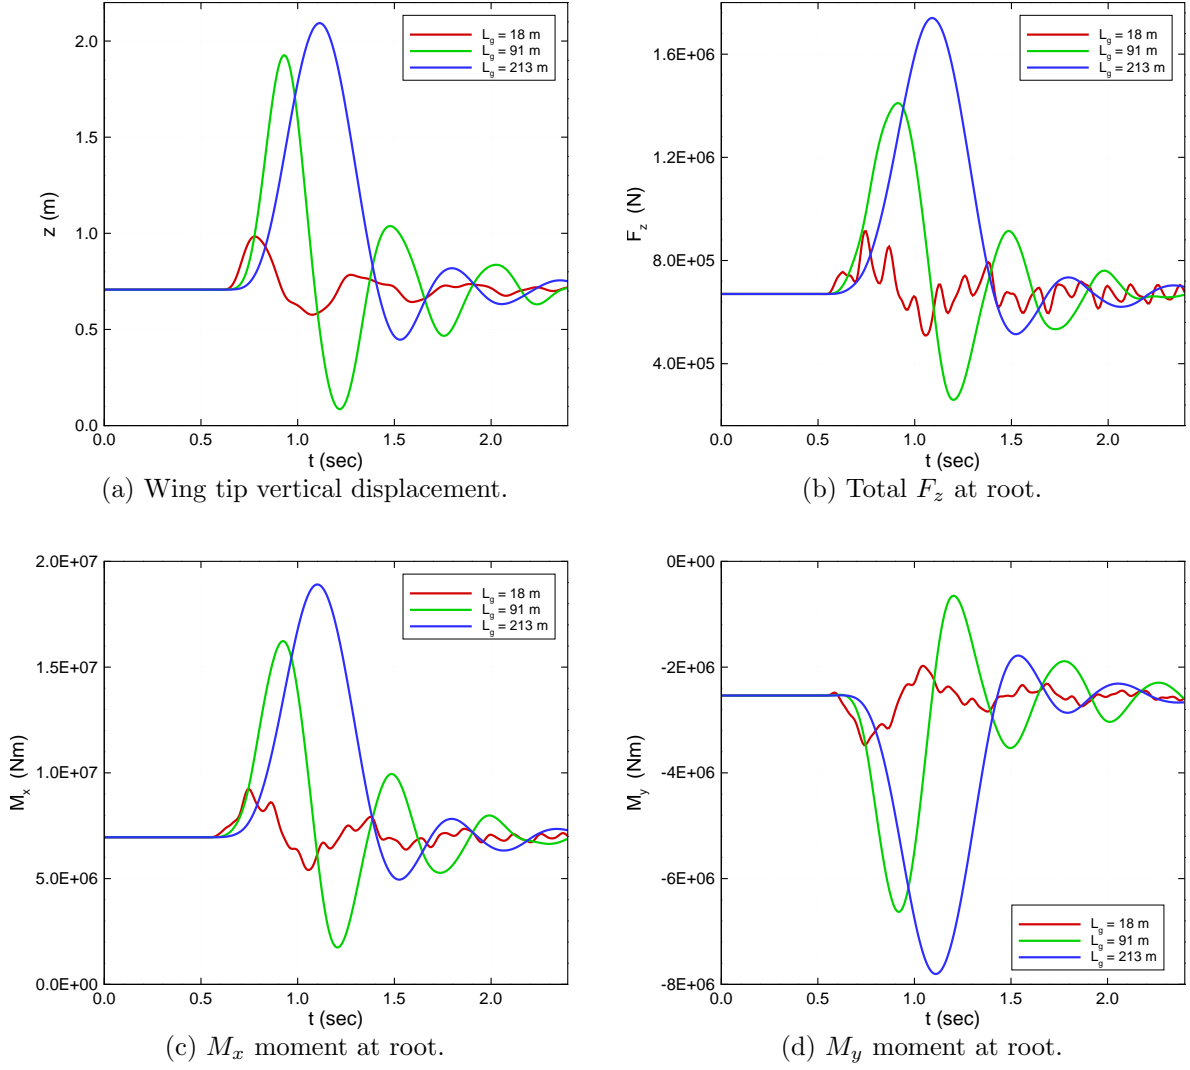 2.0
1.5
1.0
0.5
0.0
z (m)
0.0 0.5 1.0 1.5 2.0
t (sec)
L_g = 18 m
L_g = 91 m
L_g = 213 m
(a) Wing tip vertical displacement.
1.6E+06
1.2E+06
8.0E+05
4.0E+05
F_z (N)
0.0 0.5 1.0 1.5 2.0
t (sec)
L_g = 18 m
L_g = 91 m
L_g = 213 m
(b) Total F_z at root.
2.0E+07
1.5E+07
1.0E+07
5.0E+06
0.0E+00
M_x (Nm)
0.0 0.5 1.0 1.5 2.0
t (sec)
L_g = 18 m
L_g = 91 m
L_g = 213 m
(c) M_x moment at root.
0E+00
-2E+06
-4E+06
-6E+06
-8E+06
M_y (Nm)
0.0 0.5 1.0 1.5 2.0
t (sec)
L_g = 18 m
L_g = 91 m
L_g = 213 m
(d) M_y moment at root.